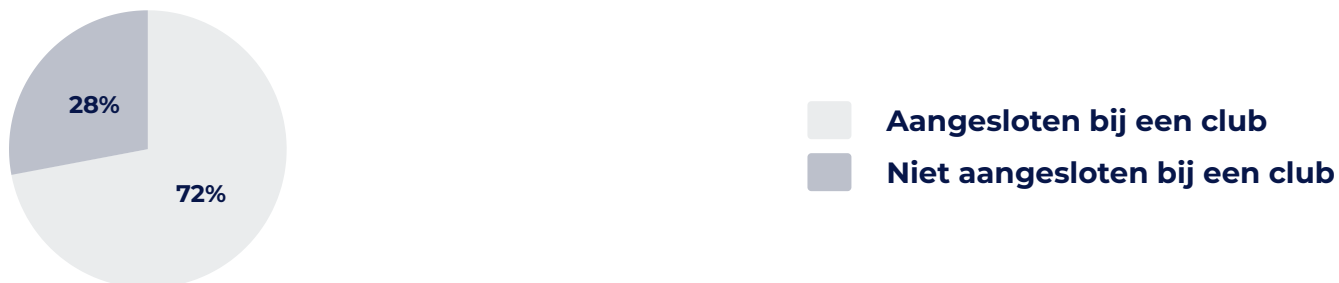 28%
72%
Aangesloten bij een club
Niet aangesloten bij een club